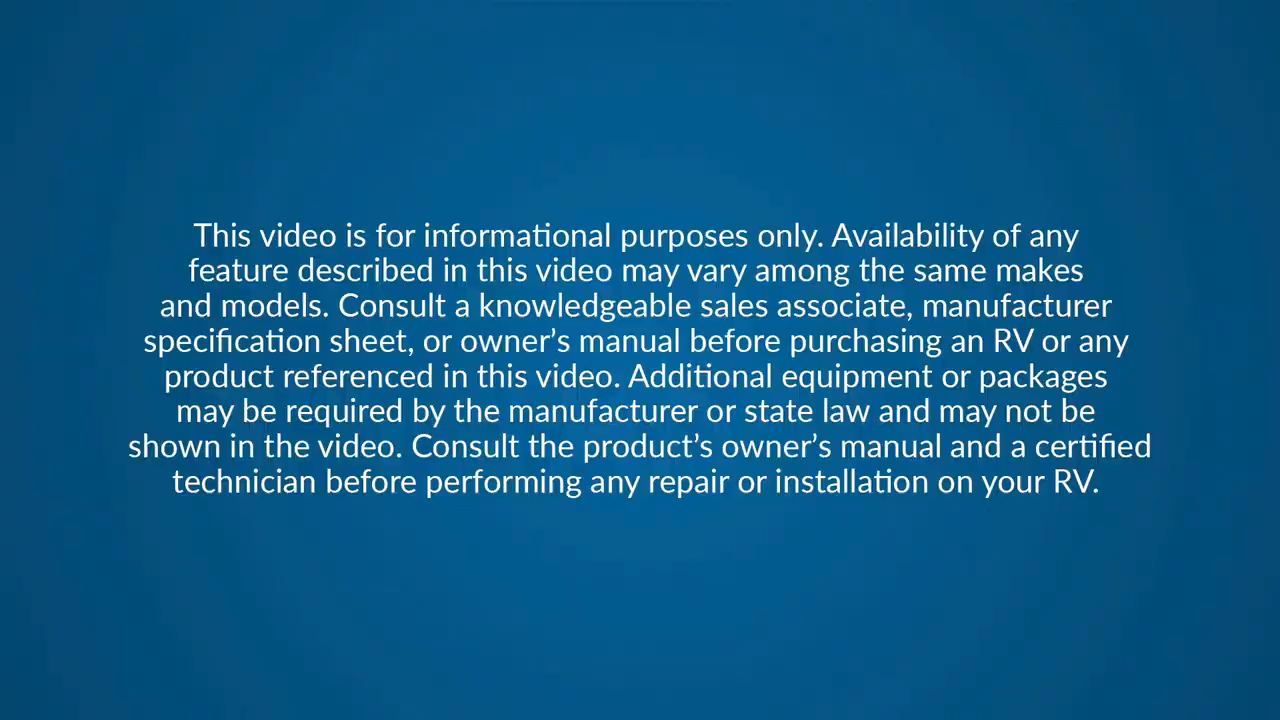 This video is for informational purposes only. Availability of any
feature described in this video may vary among the same makes
and models. Consult a knowledgeable sales associate, manufacturer
specification sheet, or owner’s manual before purchasing an RV or any
product referenced in this video. Additional equipment or packages
may be required by the manufacturer or state law and may not be
shown in the video. Consult the product’s owner’s manual and a certified
technician before performing any repair or installation on your RV.